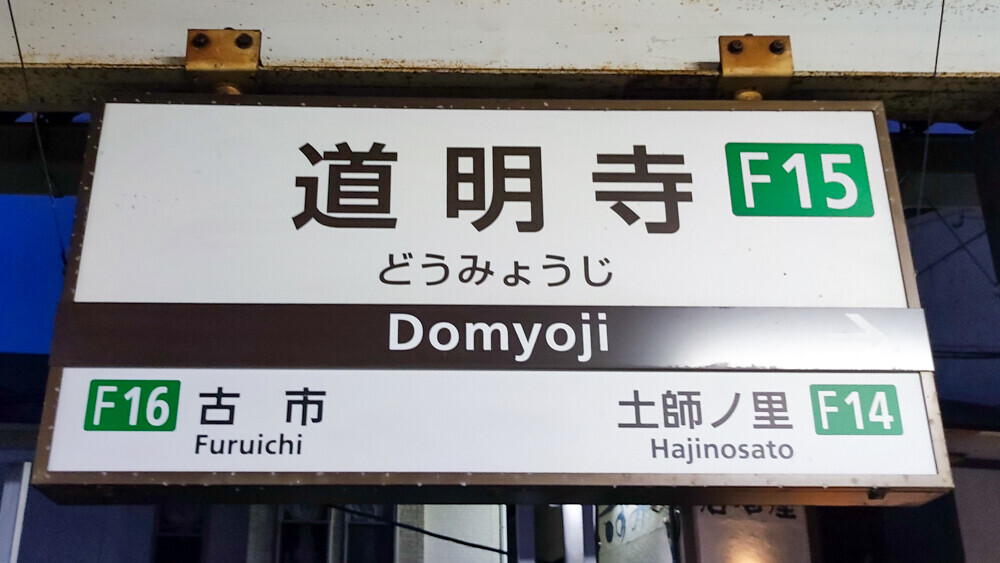 道明寺 F15
どうみょうじ
Domyoji
F16 古市 土師ノ里 F14
Furuichi Hajinosato